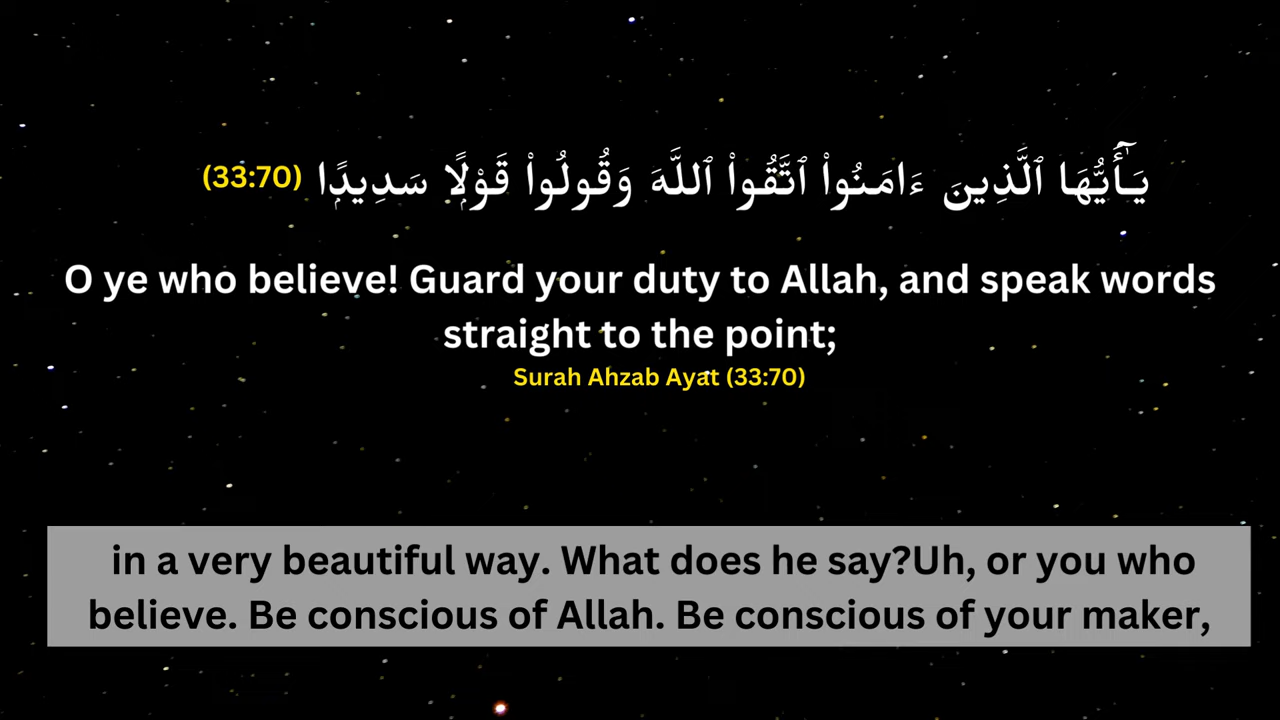 يَـٰٓأَيُّهَا ٱلَّذِينَ ءَامَنُوا۟ ٱتَّقُوا۟ ٱللَّهَ وَقُولُوا۟ قَوْلًۭا سَدِيدًۭا (33:70)
O ye who believe! Guard your duty to Allah, and speak words
straight to the point;
Surah Ahzab Ayat (33:70)
in a very beautiful way. What does he say?Uh, or you who
believe. Be conscious of Allah. Be conscious of your maker,